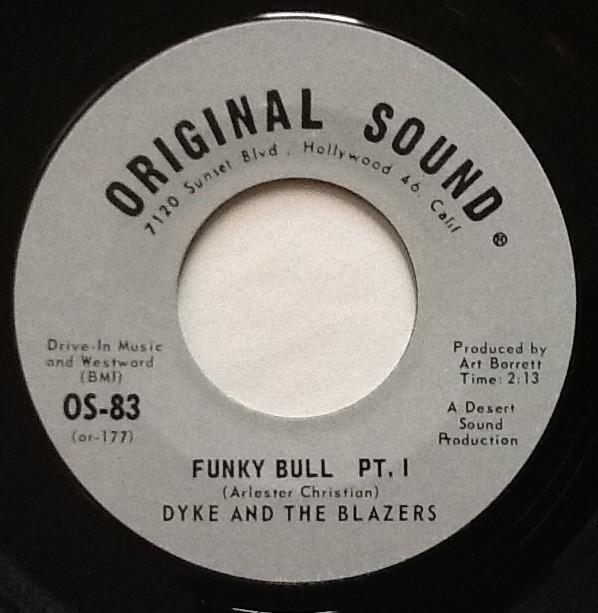 ORIGINAL SOUND ®
7120 Sunset Blvd., Hollywood 46, Calif.
Drive-In Music
and Westward
(BMI)
OS-83
(or-177)
Produced by
Art Barrett
Time: 2:13
A Desert
Sound
Production
FUNKY BULL PT. I
(Arlester Christian)
DYKE AND THE BLAZERS